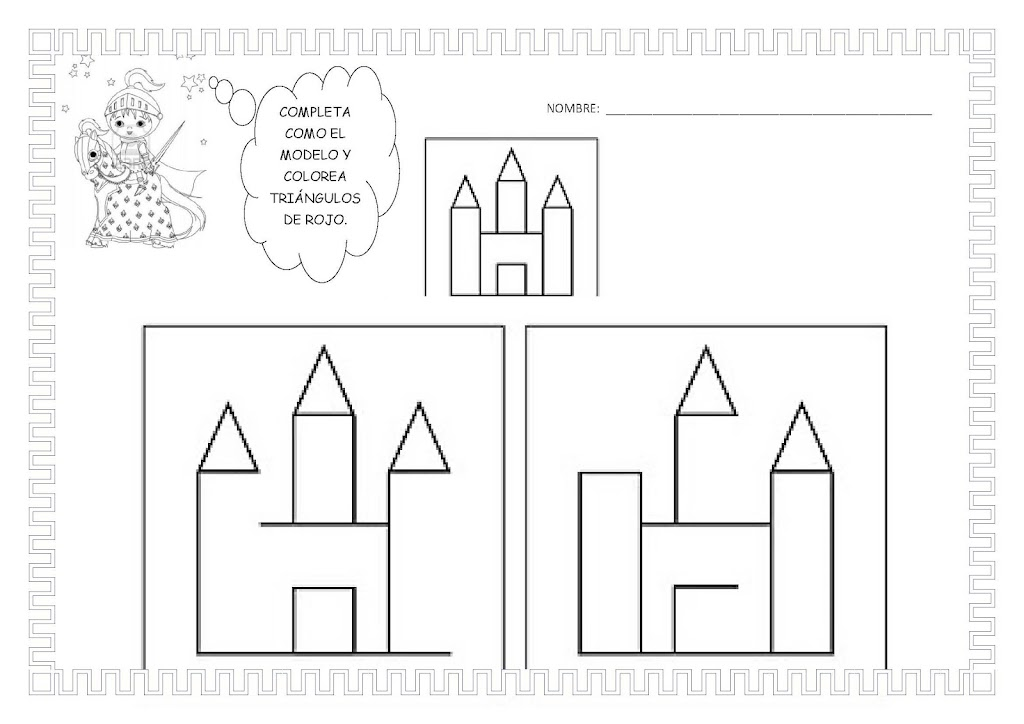 COMPLETA
COMO EL
MODELO Y
COLOREA
TRIÁNGULOS
DE ROJO.
NOMBRE: